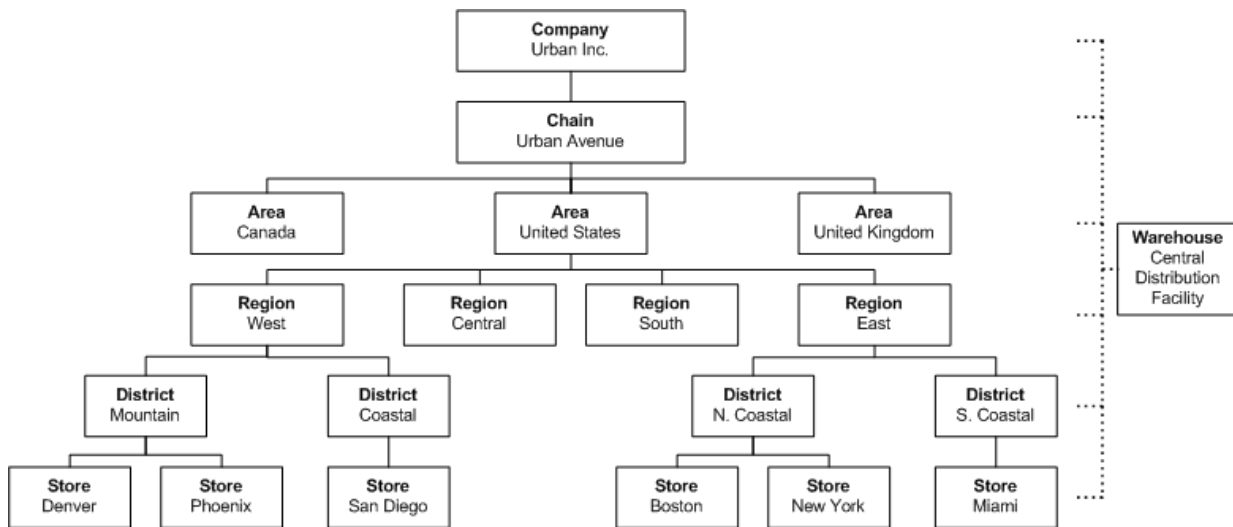 Company
Urban Inc.
Chain
Urban Avenue
Area
Canada
Area
United States
Area
United Kingdom
Warehouse
Central
Distribution
Facility
Region
West
Region
Central
Region
South
Region
East
District
Mountain
District
Coastal
District
N. Coastal
District
S. Coastal
Store
Denver
Store
Phoenix
Store
San Diego
Store
Boston
Store
New York
Store
Miami